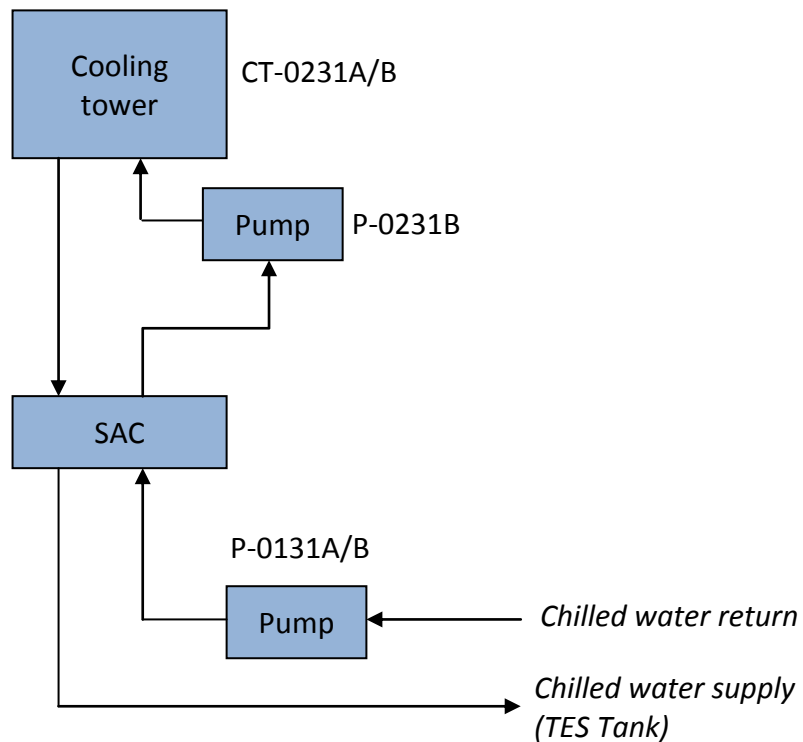 Cooling
tower
CT-0231A/B
Pump
P-0231B
SAC
P-0131A/B
Pump
Chilled water return
Chilled water supply
(TES Tank)